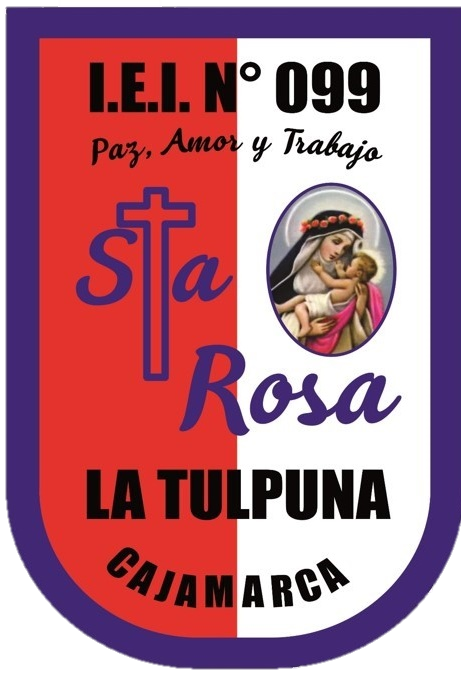 I.E.I. N° 099
Paz, Amor y Trabajo
Sta
Rosa
LA TULPUNA
CAJAMARCA